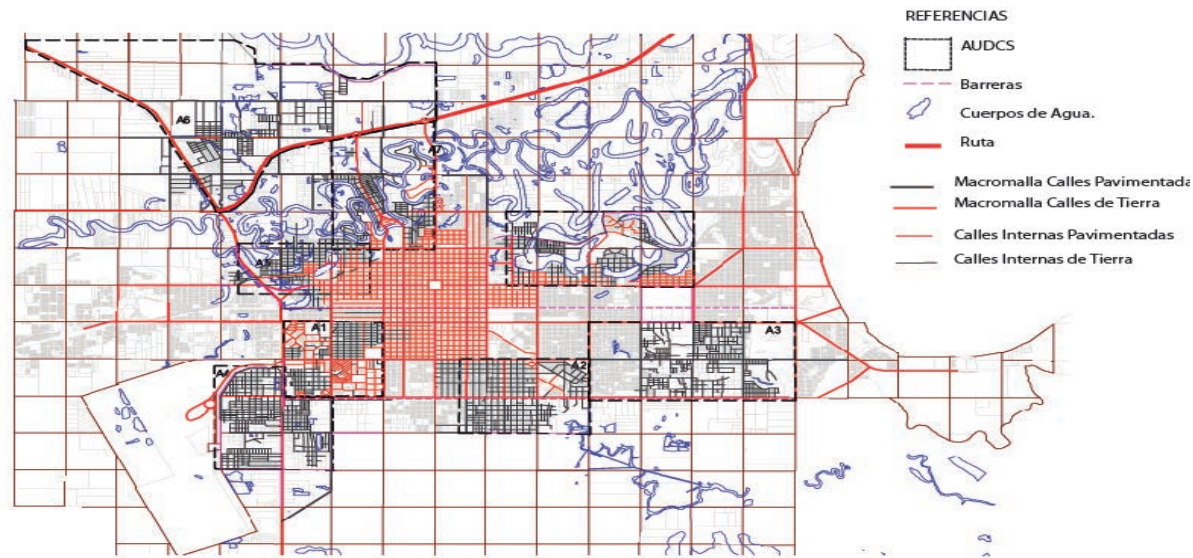 REFERENCIAS
AUDCS
Barreras
Cuerpos de Agua.
Ruta
Macromalla Calles Pavimentada
Macromalla Calles de Tierra
Calles Internas Pavimentadas
Calles Internas de Tierra
A6
A7
A5
A1
A3
A2
A4